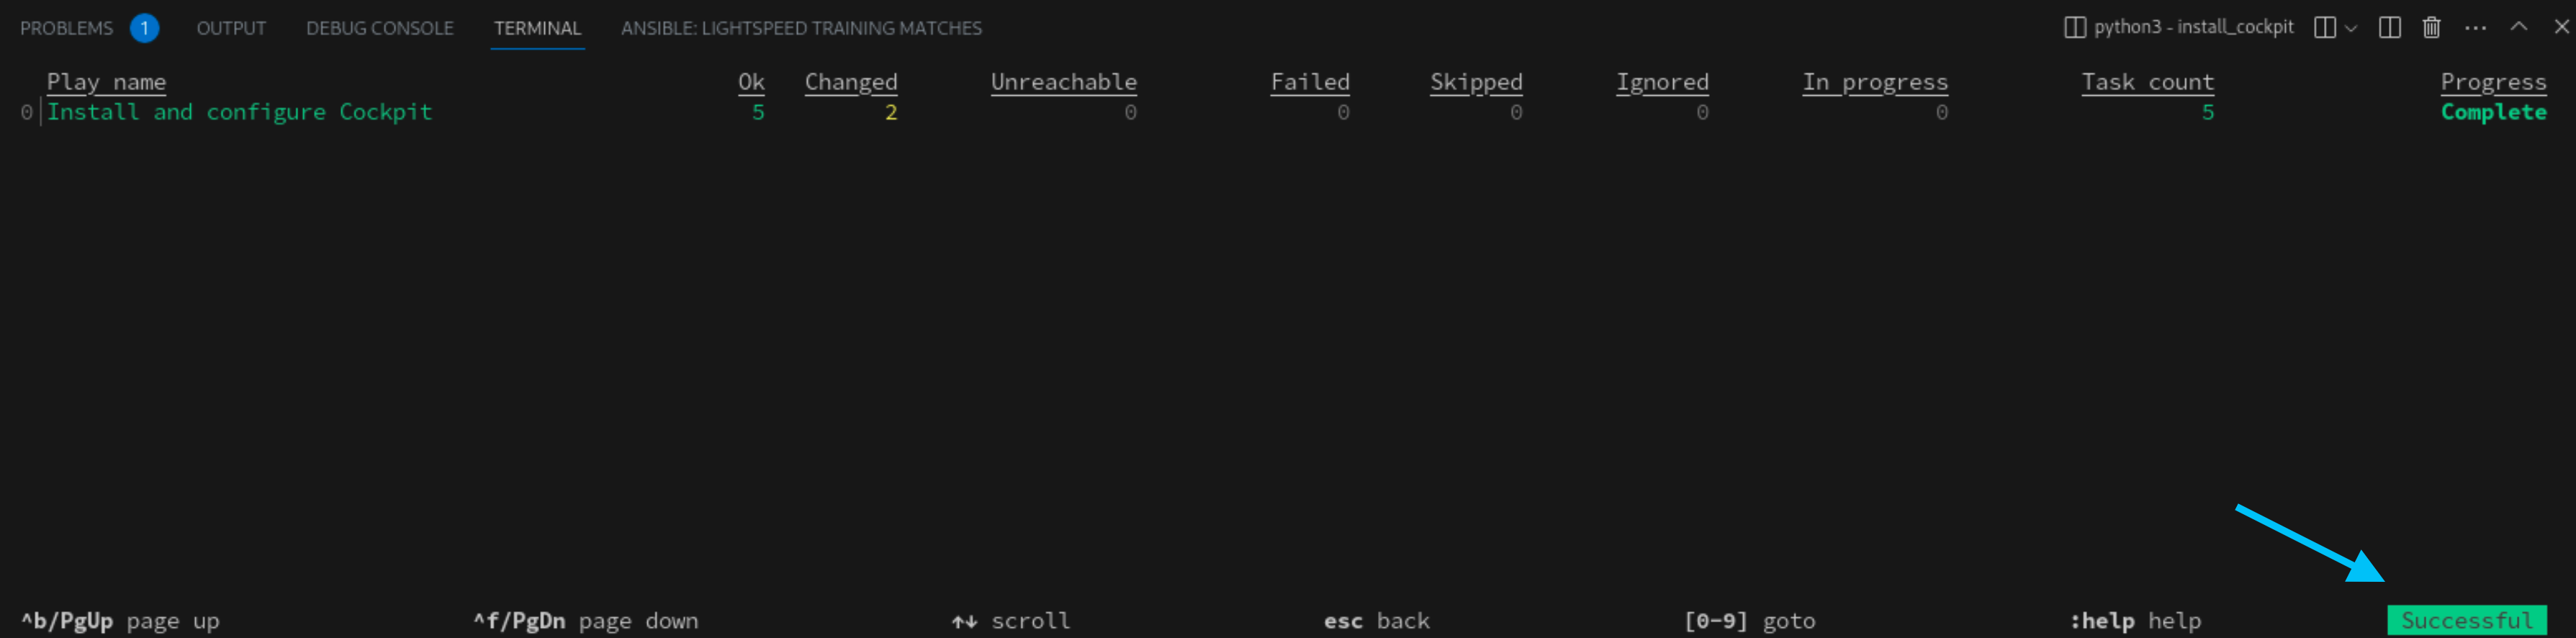 PROBLEMS 1 OUTPUT DEBUG CONSOLE TERMINAL ANSIBLE: LIGHTSPEED TRAINING MATCHES python3 - install_cockpit
Play name Ok Changed Unreachable Failed Skipped Ignored In progress Task count Progress
0│Install and configure Cockpit 5 2 0 0 0 0 0 5 Complete
^b/PgUp page up ^f/PgDn page down ↑↓ scroll esc back [0-9] goto :help help Successful